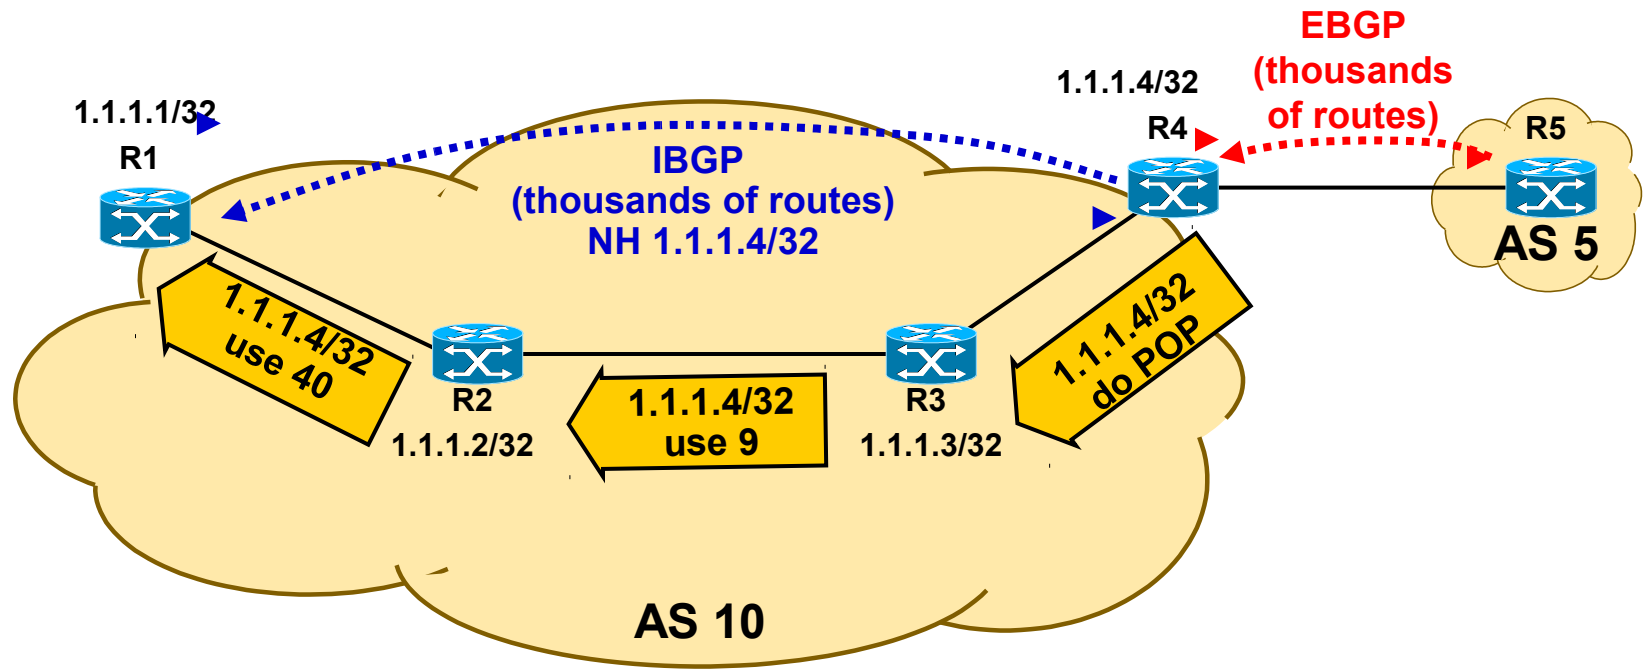 EBGP
(thousands
of routes)
1.1.1.4/32
R4
R5
1.1.1.1/32
R1
IBGP
(thousands of routes)
NH 1.1.1.4/32
AS 5
1.1.1.4/32
use 40
1.1.1.4/32
do POP
R2
1.1.1.2/32
1.1.1.4/32
use 9
R3
1.1.1.3/32
AS 10